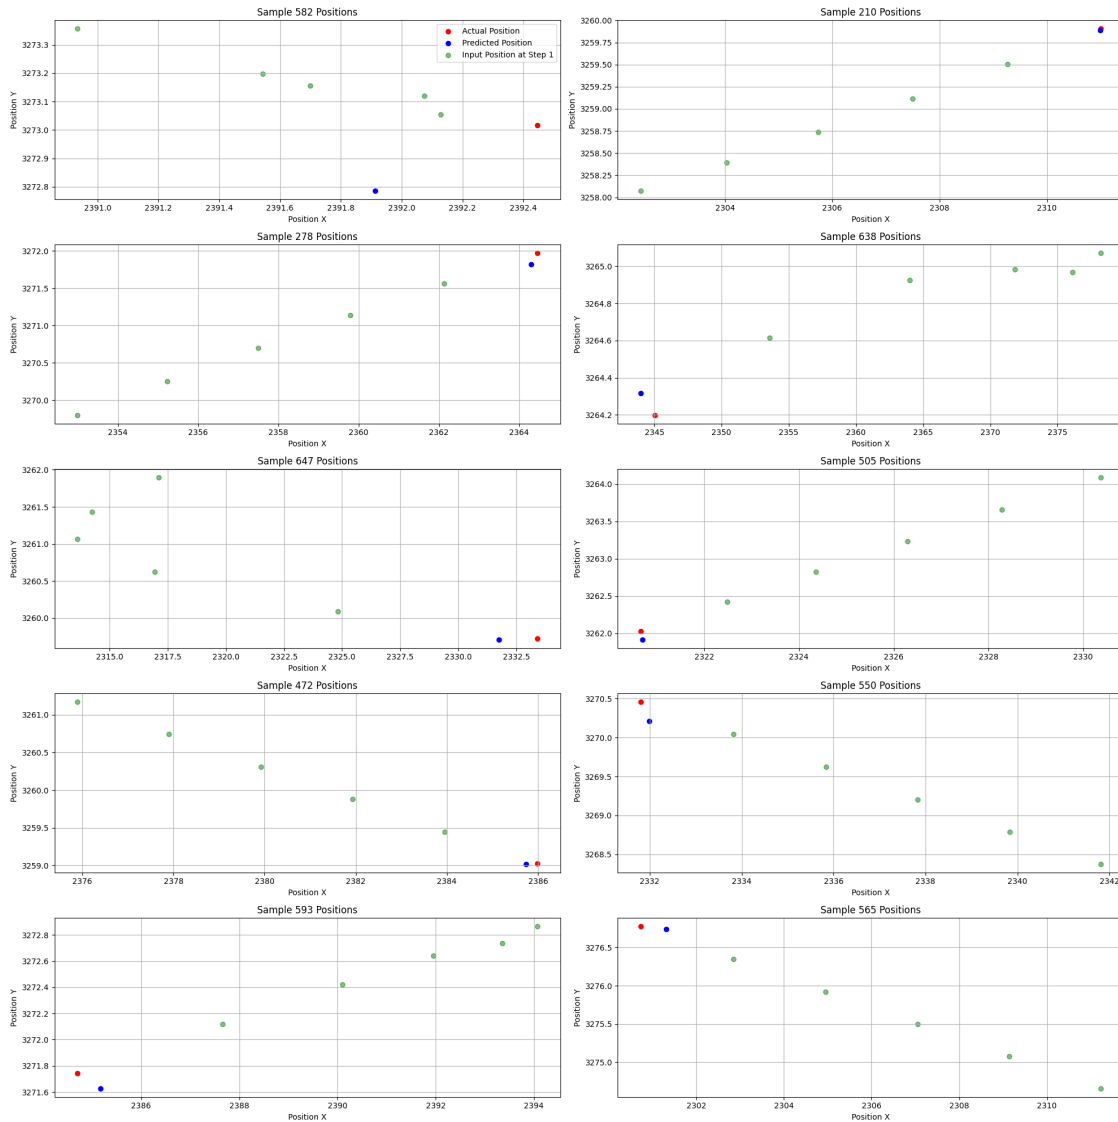 Sample 582 Positions
Position Y
3273.3
3273.2
3273.1
3273.0
3272.9
3272.8
Actual Position
Predicted Position
Input Position at Step 1
2391.0 2391.2 2391.4 2391.6 2391.8 2392.0 2392.2 2392.4
Position X
Sample 210 Positions
Position Y
3260.00
3259.75
3259.50
3259.25
3259.00
3258.75
3258.50
3258.25
3258.00
2304 2306 2308 2310
Position X
Sample 278 Positions
Position Y
3272.0
3271.5
3271.0
3270.5
3270.0
2354 2356 2358 2360 2362 2364
Position X
Sample 638 Positions
Position Y
3265.0
3264.8
3264.6
3264.4
3264.2
2345 2350 2355 2360 2365 2370 2375
Position X
Sample 647 Positions
Position Y
3262.0
3261.5
3261.0
3260.5
3260.0
2315.0 2317.5 2320.0 2322.5 2325.0 2327.5 2330.0 2332.5
Position X
Sample 505 Positions
Position Y
3264.0
3263.5
3263.0
3262.5
3262.0
2322 2324 2326 2328 2330
Position X
Sample 472 Positions
Position Y
3261.0
3260.5
3260.0
3259.5
3259.0
2376 2378 2380 2382 2384 2386
Position X
Sample 550 Positions
Position Y
3270.5
3270.0
3269.5
3269.0
3268.5
2332 2334 2336 2338 2340 2342
Position X
Sample 593 Positions
Position Y
3272.8
3272.6
3272.4
3272.2
3272.0
3271.8
3271.6
2386 2388 2390 2392 2394
Position X
Sample 565 Positions
Position Y
3276.5
3276.0
3275.5
3275.0
2302 2304 2306 2308 2310
Position X